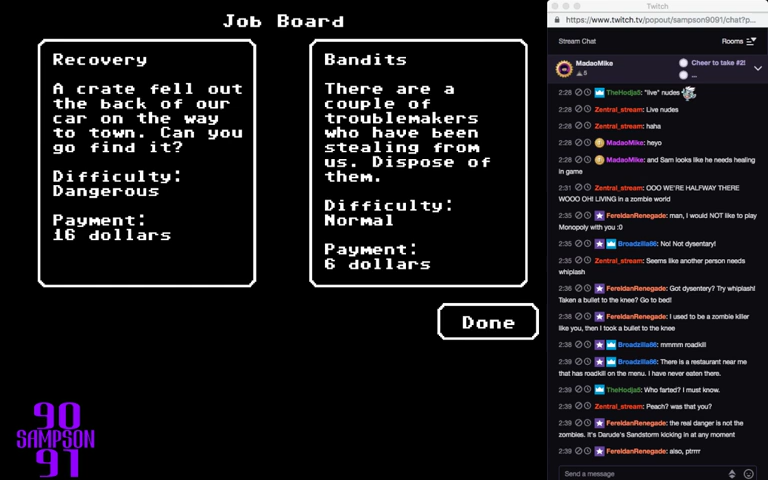 Job Board
Recovery
A crate fell out
the back of our
car on the way
to town. Can you
go find it?
Difficulty:
Dangerous
Payment:
16 dollars
Bandits
There are a
couple of
troublemakers
who have been
stealing from
us. Dispose of
them.
Difficulty:
Normal
Payment:
6 dollars
Done
90
SAMPSON
91
Twitch
https://www.twitch.tv/popout/sampson9091/chat?p...
Stream Chat
Rooms
MadaoMike
6
Cheer to take #2!
...
2:28 TheHodja5: "live" nudes
2:28 Zentral_stream: Live nudes
2:28 Zentral_stream: haha
2:28 MadaoMike: heyo
2:28 MadaoMike: and Sam looks like he needs healing
in game
2:31 Zentral_stream: OOO WE'RE HALFWAY THERE
WOOO OH! LIVING in a zombie world
2:35 FereldanRenegade: man, I would NOT like to play
Monopoly with you :0
2:35 Broadzilla86: No! Not dysentary!
2:35 Zentral_stream: Seems like another person needs
whiplash
2:36 FereldanRenegade: Got dysentery? Try whiplash!
Taken a bullet to the knee? Go to bed!
2:38 FereldanRenegade: I used to be a zombie killer
like you, then I took a bullet to the knee
2:38 Broadzilla86: mmmm roadkill
2:39 Broadzilla86: There is a restaurant near me
that has roadkill on the menu. I have never eaten there.
2:39 TheHodja5: Who farted? I must know.
2:39 Zentral_stream: Peach? was that you?
2:39 FereldanRenegade: the real danger is not the
zombies. It's Darude's Sandstorm kicking in at any moment
2:39 FereldanRenegade: also, ptrrrr
Send a message